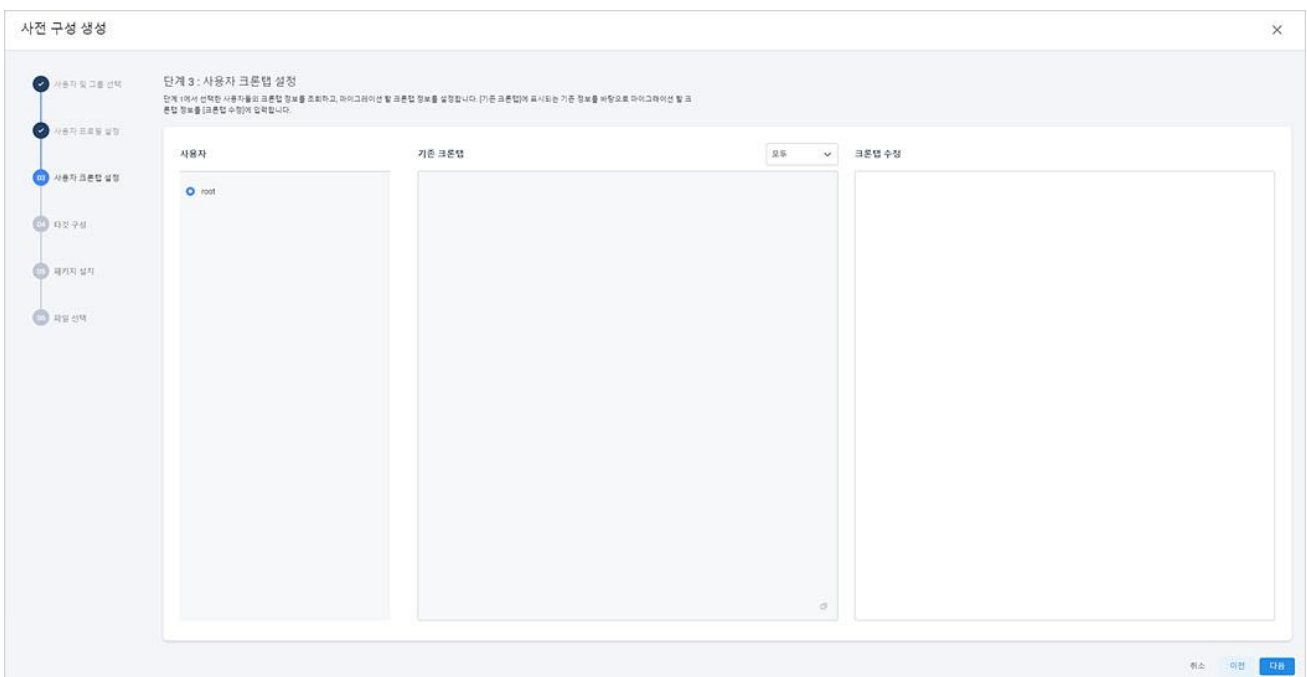 사전 구성 생성
사용자 및 그룹 선택
사용자 프로필 설정
03 사용자 크론탭 설정
04 타깃 구성
05 패키지 설치
06 파일 선택
단계 3 : 사용자 크론탭 설정
단계 1에서 선택한 사용자들의 크론탭 정보를 조회하고, 마이그레이션 할 크론탭 정보를 설정합니다. [기존 크론탭]에 표시되는 기존 정보를 바탕으로 마이그래이션 할 크
론탭 정보를 [크론탭 수정]에 입력합니다.
사용자
기존 크론탭
모두
크론탭 수정
root
취소
이전
다음